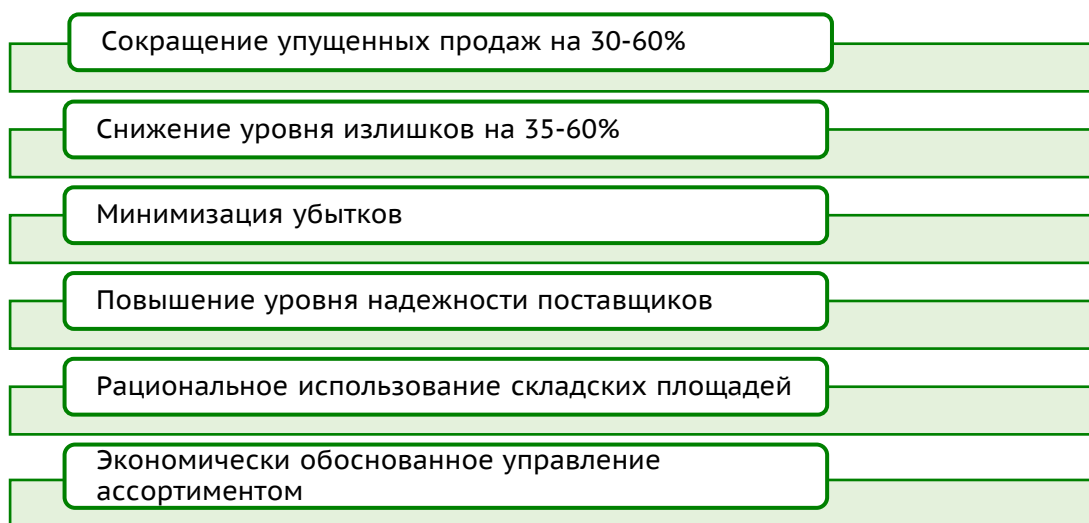 Сокращение упущенных продаж на 30-60%
Снижение уровня излишков на 35-60%
Минимизация убытков
Повышение уровня надежности поставщиков
Рациональное использование складских площадей
Экономически обоснованное управление
ассортиментом